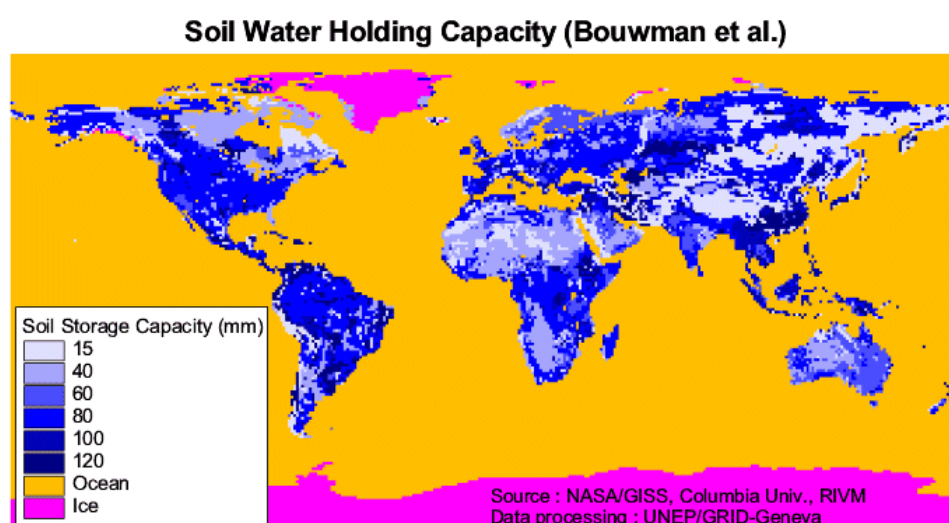 Soil Water Holding Capacity (Bouwman et al.)
Soil Storage Capacity (mm)
15
40
60
80
100
120
Ocean
Ice
Source : NASA/GISS, Columbia Univ., RIVM
Data processing : UNEP/GRID-Geneva